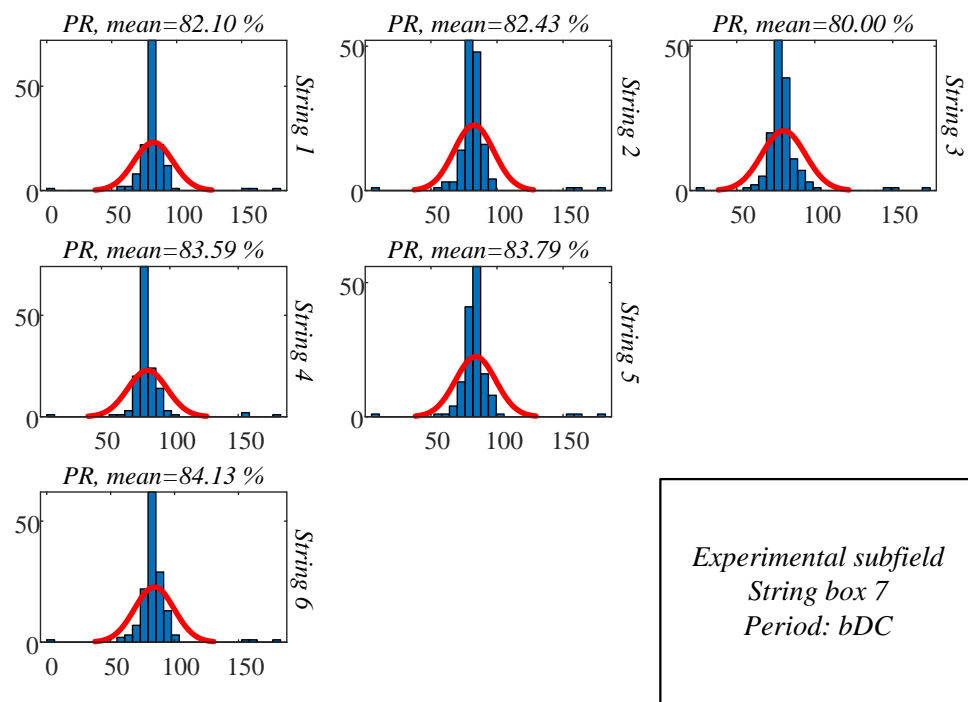 PR, mean=82.10 %
PR, mean=82.43 %
PR, mean=80.00 %
50
0
0 50 100 150
String 1
50
0
50 100 150
String 2
50
0
50 100 150
String 3
PR, mean=83.59 %
PR, mean=83.79 %
50
0
0 50 100 150
String 4
50
0
50 100 150
String 5
PR, mean=84.13 %
50
0
0 50 100 150
String 6
Experimental subfield
String box 7
Period: bDC